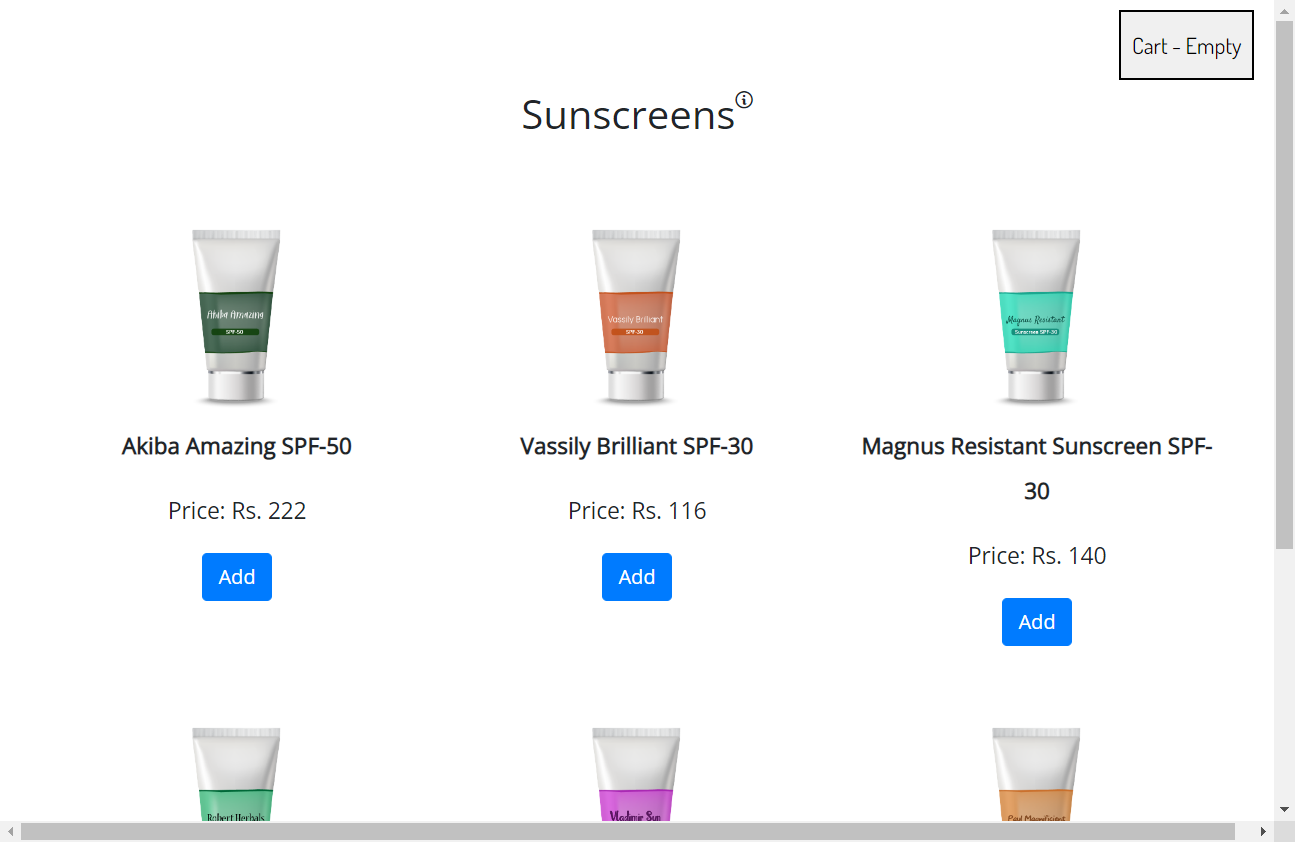 Cart - Empty
Sunscreens
Akiba Amazing
SPF-50
Vassily Brilliant
SPF-30
Magnus Resistant
Sunscreen SPF-30
Akiba Amazing SPF-50
Vassily Brilliant SPF-30
Magnus Resistant Sunscreen SPF-
30
Price: Rs. 222
Price: Rs. 116
Price: Rs. 140
Add
Add
Add
Robert Herbals
Vladimir Sun
Paul Magnificient